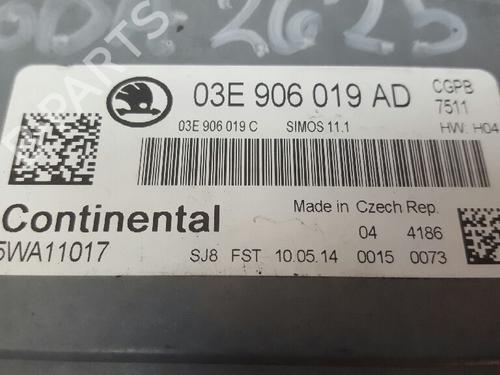 2625
03E 906 019 AD
CGPB
7511
03E 906 019 C SIMOS 11.1
HW: H04
Continental
Made in Czech Rep.
04 4186
5WA11017
SJ8 FST 10.05.14 0015 0073
PARTS